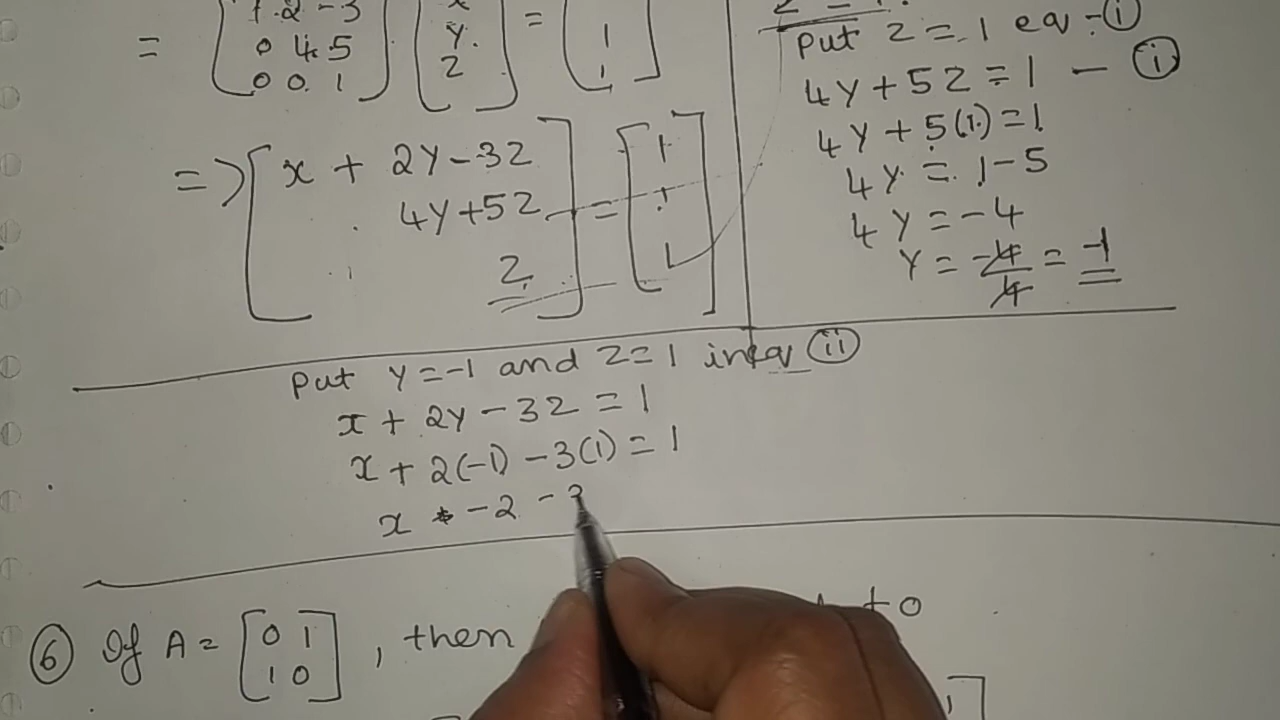 = [ 1 2 -3 [ x = [
0 4 5 y 1
0 0 1 ] z ] 1 ]
=> [ x + 2y - 3z ] = [ 1
4y + 5z 1
z 1 ]
Put z = 1 eq - (i)
4y + 5z = 1 — (i)
4y + 5(1) = 1
4y = 1 - 5
4y = -4
y = -4/4 = -1
Put y = -1 and z = 1 in eq (ii)
x + 2y - 3z = 1
x + 2(-1) - 3(1) = 1
x - 2 - 3
(6) If A = [ 0 1 ] , then to
1 0